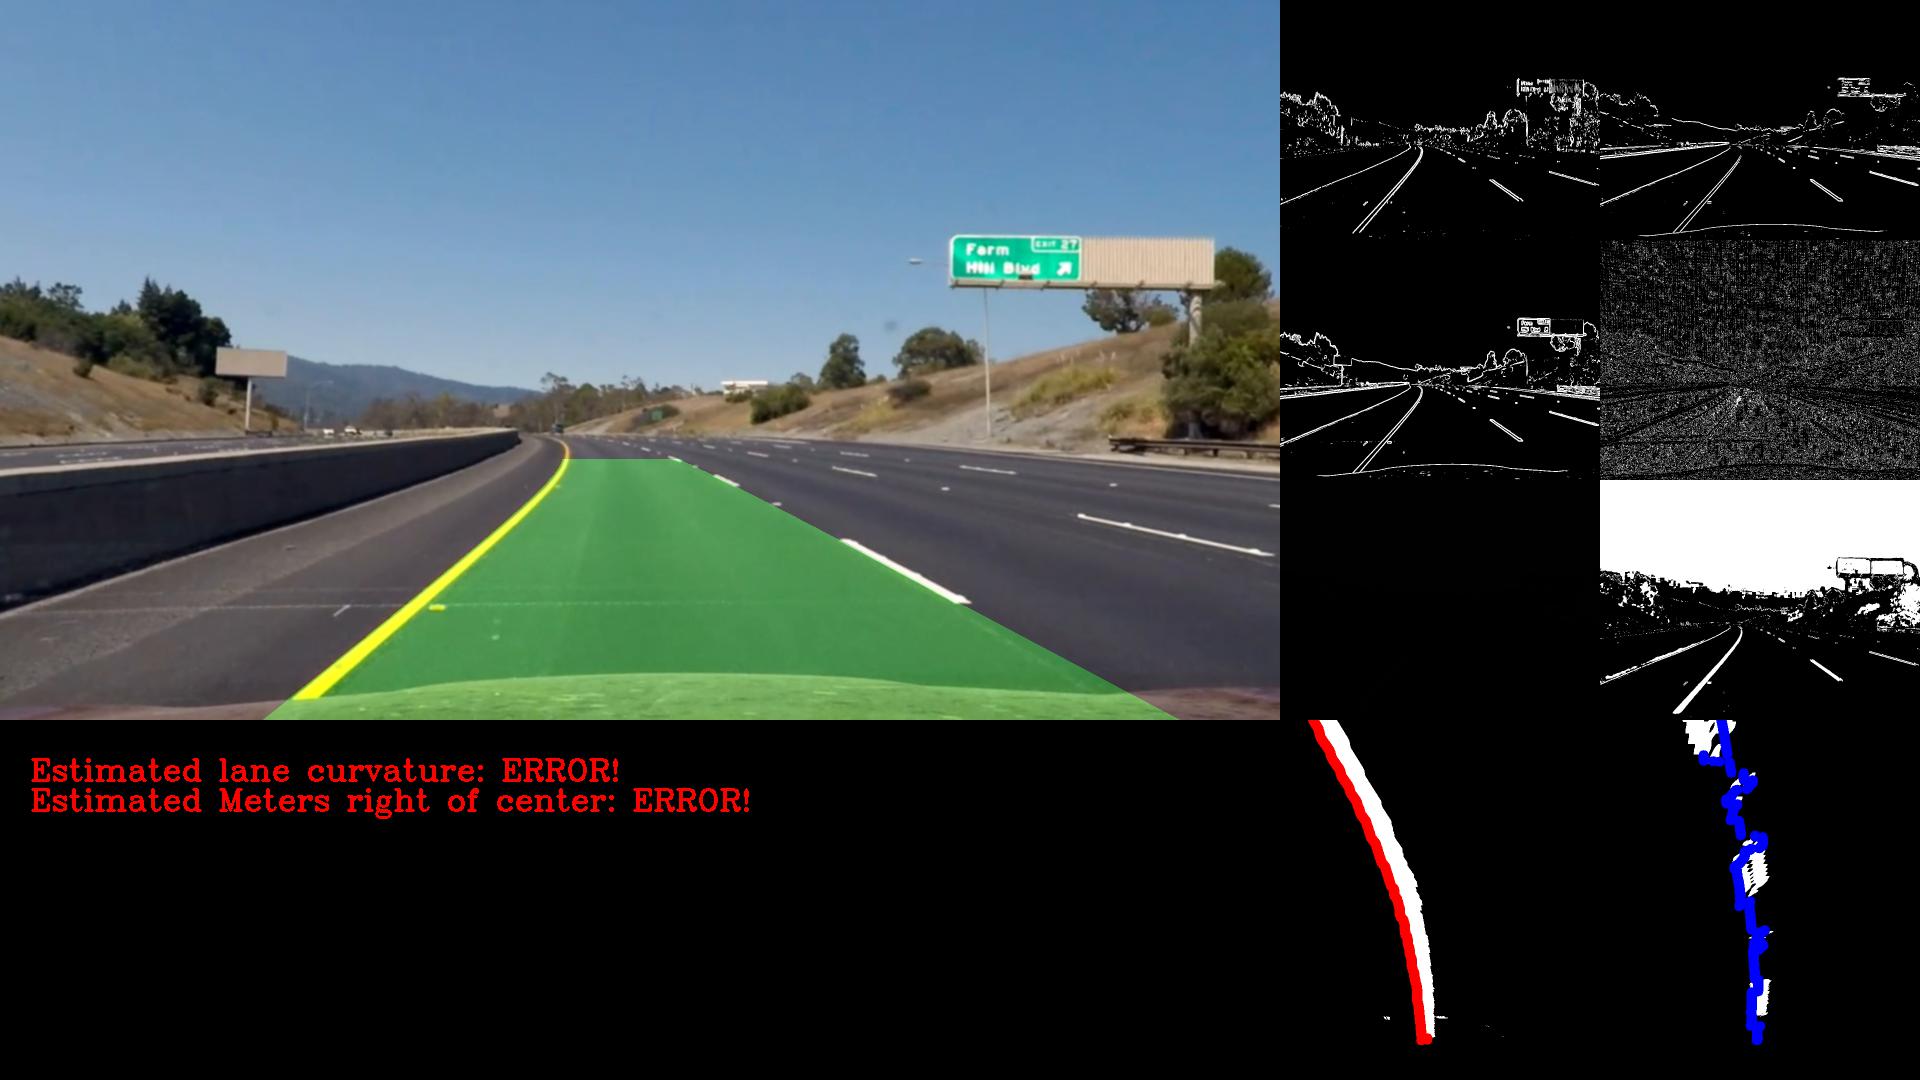 EXIT 27
Farm
Hill Blvd
Estimated lane curvature: ERROR!
Estimated Meters right of center: ERROR!